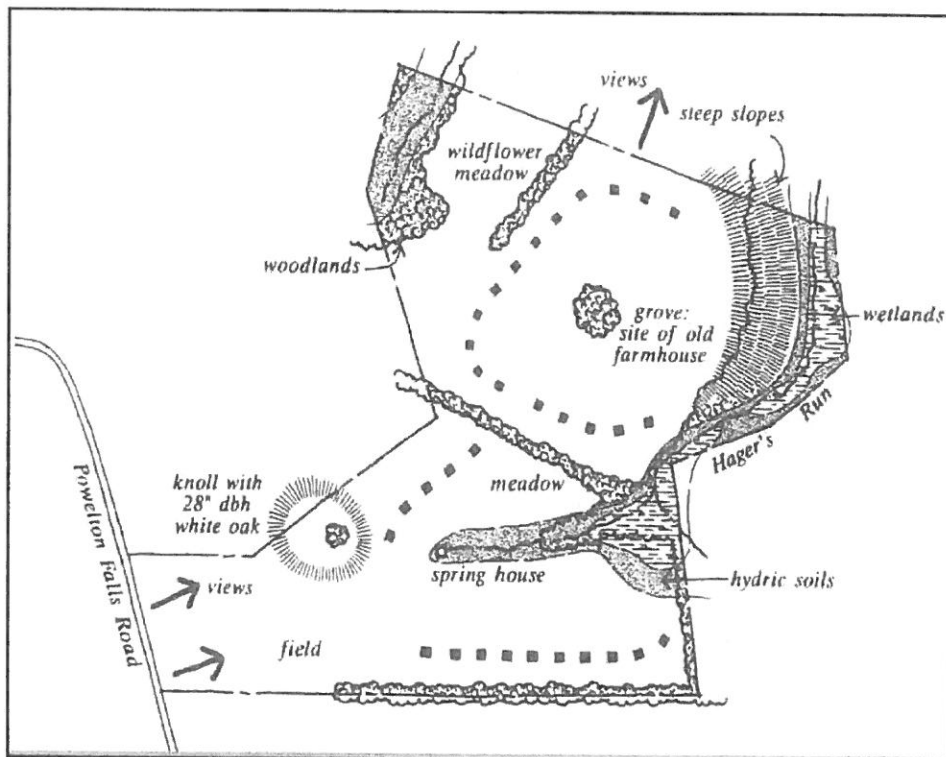 views
steep slopes
wildflower
meadow
woodlands
grove:
site of old
farmhouse
wetlands
Hager's Run
knoll with
28" dbh
white oak
meadow
Powelton Falls Road
views
spring house
hydric soils
field